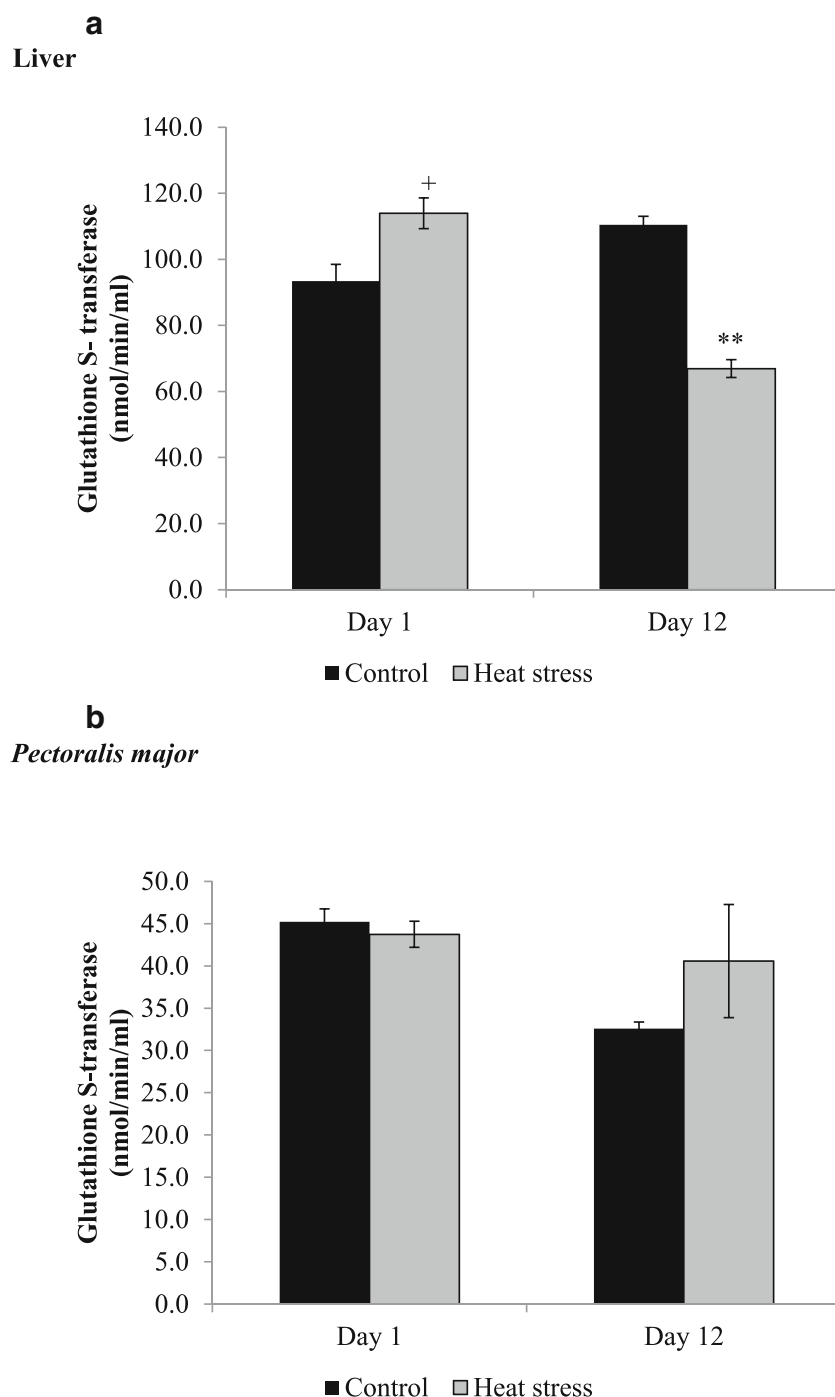 a
Liver
140.0
120.0
100.0
80.0
60.0
40.0
20.0
0.0
Glutathione S- transferase
(nmol/min/ml)
+
**
Day 1
Day 12
Control
Heat stress
b
Pectoralis major
50.0
45.0
40.0
35.0
30.0
25.0
20.0
15.0
10.0
5.0
0.0
Glutathione S-transferase
(nmol/min/ml)
Day 1
Day 12
Control
Heat stress